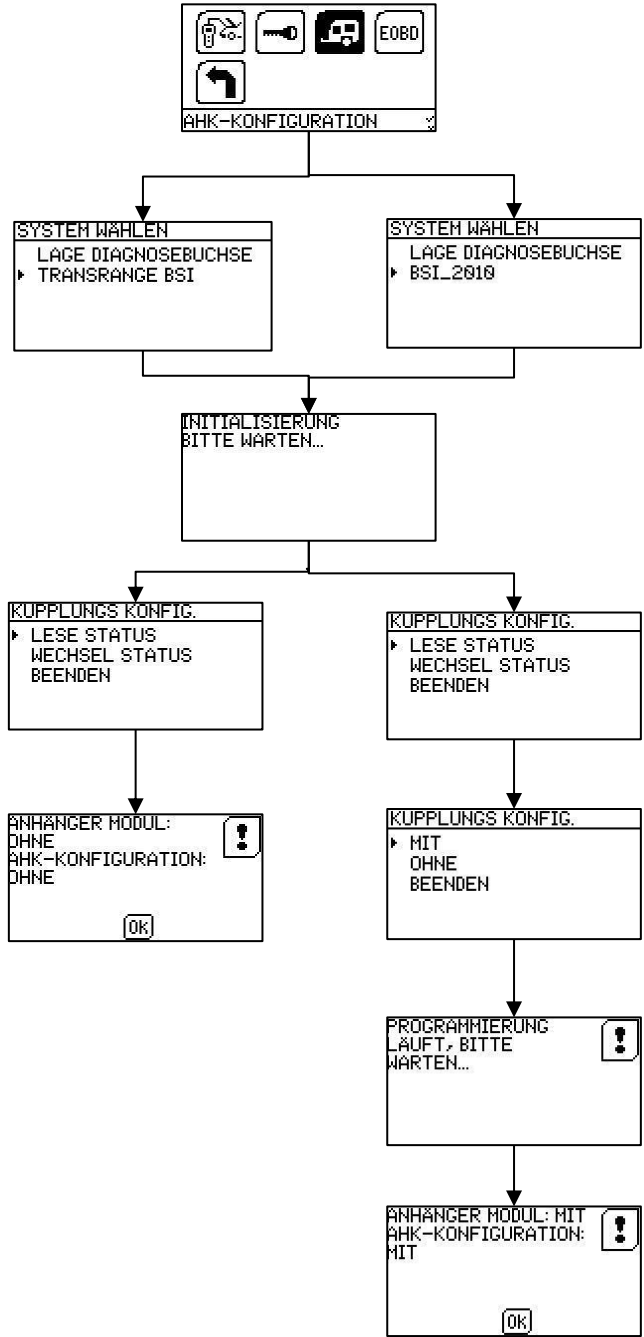 EOBD
AHK-KONFIGURATION
SYSTEM WÄHLEN
LAGE DIAGNOSEBUCHSE
TRANSRANGE BSI
SYSTEM WÄHLEN
LAGE DIAGNOSEBUCHSE
BSI_2010
INITIALISIERUNG
BITTE WARTEN...
KUPPLUNGS KONFIG.
LESE STATUS
WECHSEL STATUS
BEENDEN
KUPPLUNGS KONFIG.
LESE STATUS
WECHSEL STATUS
BEENDEN
ANHÄNGER MODUL:
OHNE
AHK-KONFIGURATION:
OHNE
OK
KUPPLUNGS KONFIG.
MIT
OHNE
BEENDEN
PROGRAMMIERUNG
LÄUFT, BITTE
WARTEN...
ANHÄNGER MODUL: MIT
AHK-KONFIGURATION:
MIT
OK